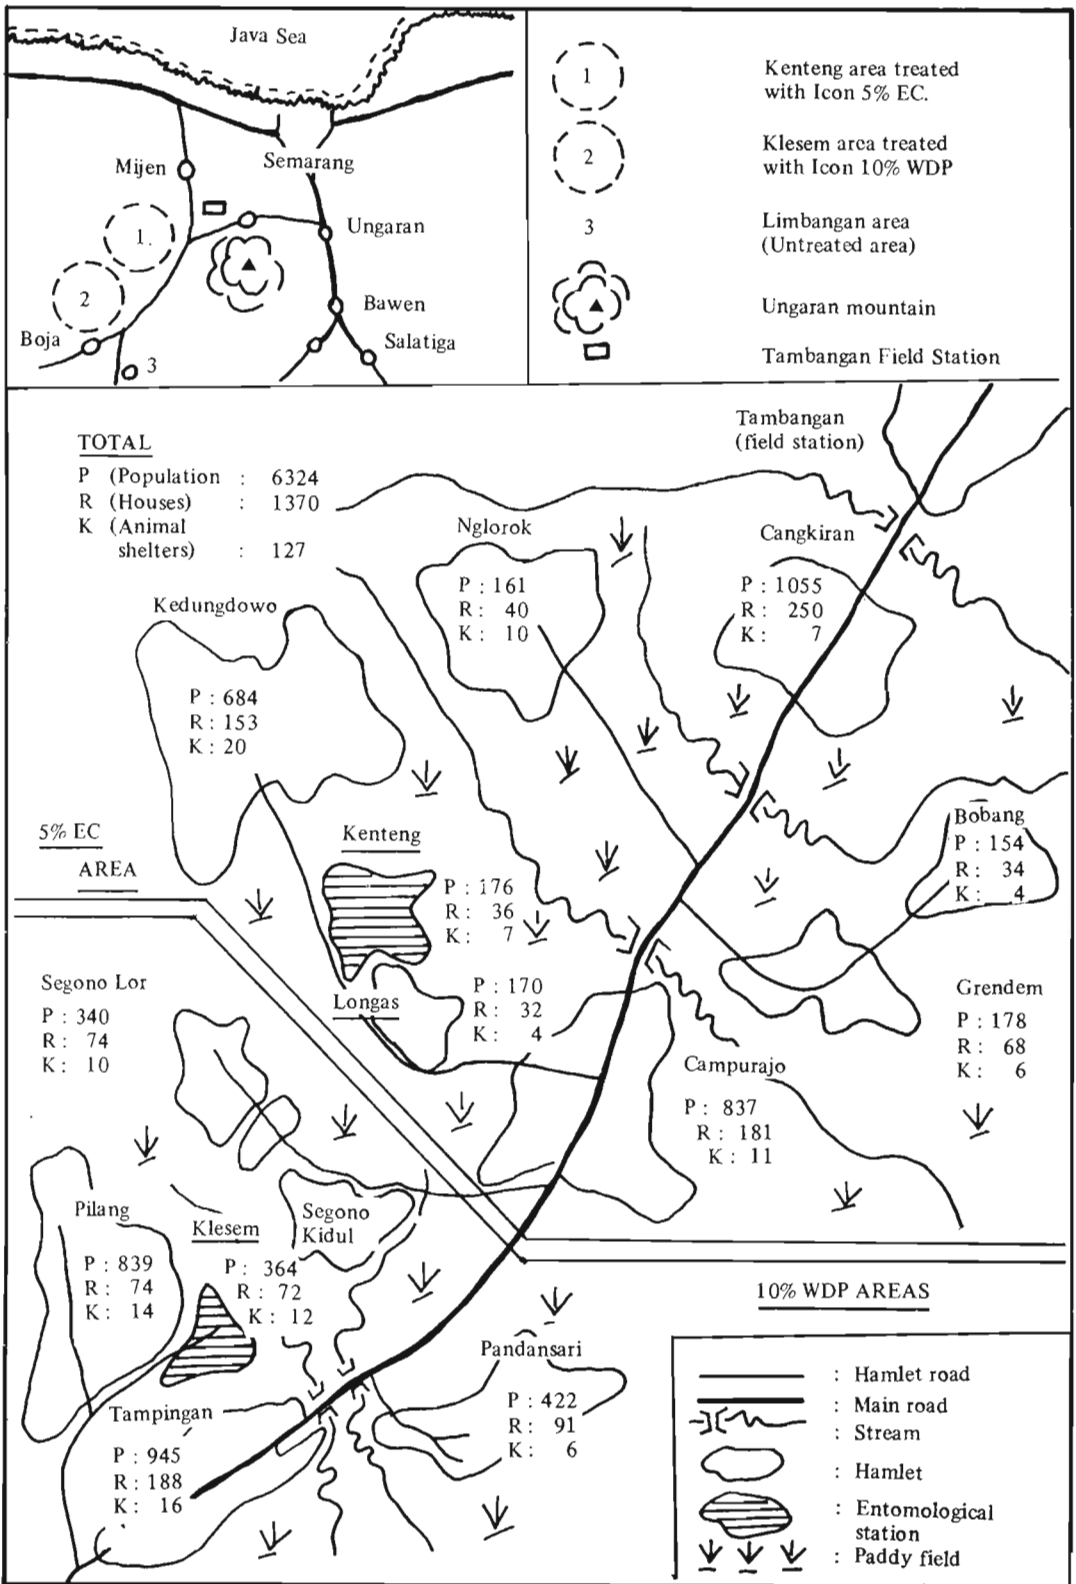 Java Sea
Mijen
Semarang
1.
Ungaran
2
Bawen
Boja
Salatiga
3
1
Kenteng area treated
with Icon 5% EC.
2
Klesem area treated
with Icon 10% WDP
3
Limbangan area
(Untreated area)
Ungaran mountain
Tambangan Field Station
TOTAL
P (Population : 6324
R (Houses) : 1370
K (Animal
shelters) : 127
Tambangan
(field station)
Nglorok
P : 161
R : 40
K : 10
Cangkiran
P : 1055
R : 250
K : 7
Kedungdowo
P : 684
R : 153
K : 20
5% EC
AREA
Kenteng
P : 176
R : 36
K : 7
Bobang
P : 154
R : 34
K : 4
Longas
P : 170
R : 32
K : 4
Segono Lor
P : 340
R : 74
K : 10
Grendem
P : 178
R : 68
K : 6
Campurajo
P : 837
R : 181
K : 11
Pilang
P : 839
R : 74
K : 14
Klesem
P : 364
R : 72
K : 12
Segono
Kidul
10% WDP AREAS
Pandansari
P : 422
R : 91
K : 6
Tampingan
P : 945
R : 188
K : 16
: Hamlet road
: Main road
: Stream
: Hamlet
: Entomological
station
: Paddy field